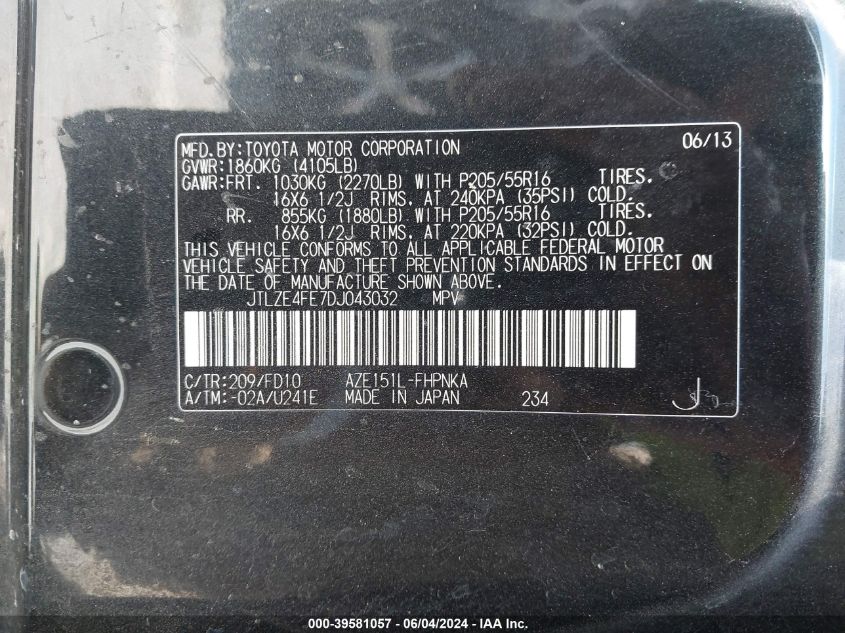 MFD.BY:TOYOTA MOTOR CORPORATION 06/13
GVWR:1860KG (4105LB)
GAWR:FRT. 1030KG (2270LB) WITH P205/55R16 TIRES.
16X6 1/2J RIMS. AT 240KPA (35PSI) COLD.
RR. 855KG (1880LB) WITH P205/55R16 TIRES.
16X6 1/2J RIMS. AT 220KPA (32PSI) COLD.
THIS VEHICLE CONFORMS TO ALL APPLICABLE FEDERAL MOTOR
VEHICLE SAFETY AND THEFT PREVENTION STANDARDS IN EFFECT ON
THE DATE OF MANUFACTURE SHOWN ABOVE.
JTLZE4FE7DJ043032 MPV
C/TR:209/FD10 AZE151L-FHPNKA
A/TM:-02A/U241E MADE IN JAPAN 234 J
000-39581057 - 06/04/2024 - IAA Inc.